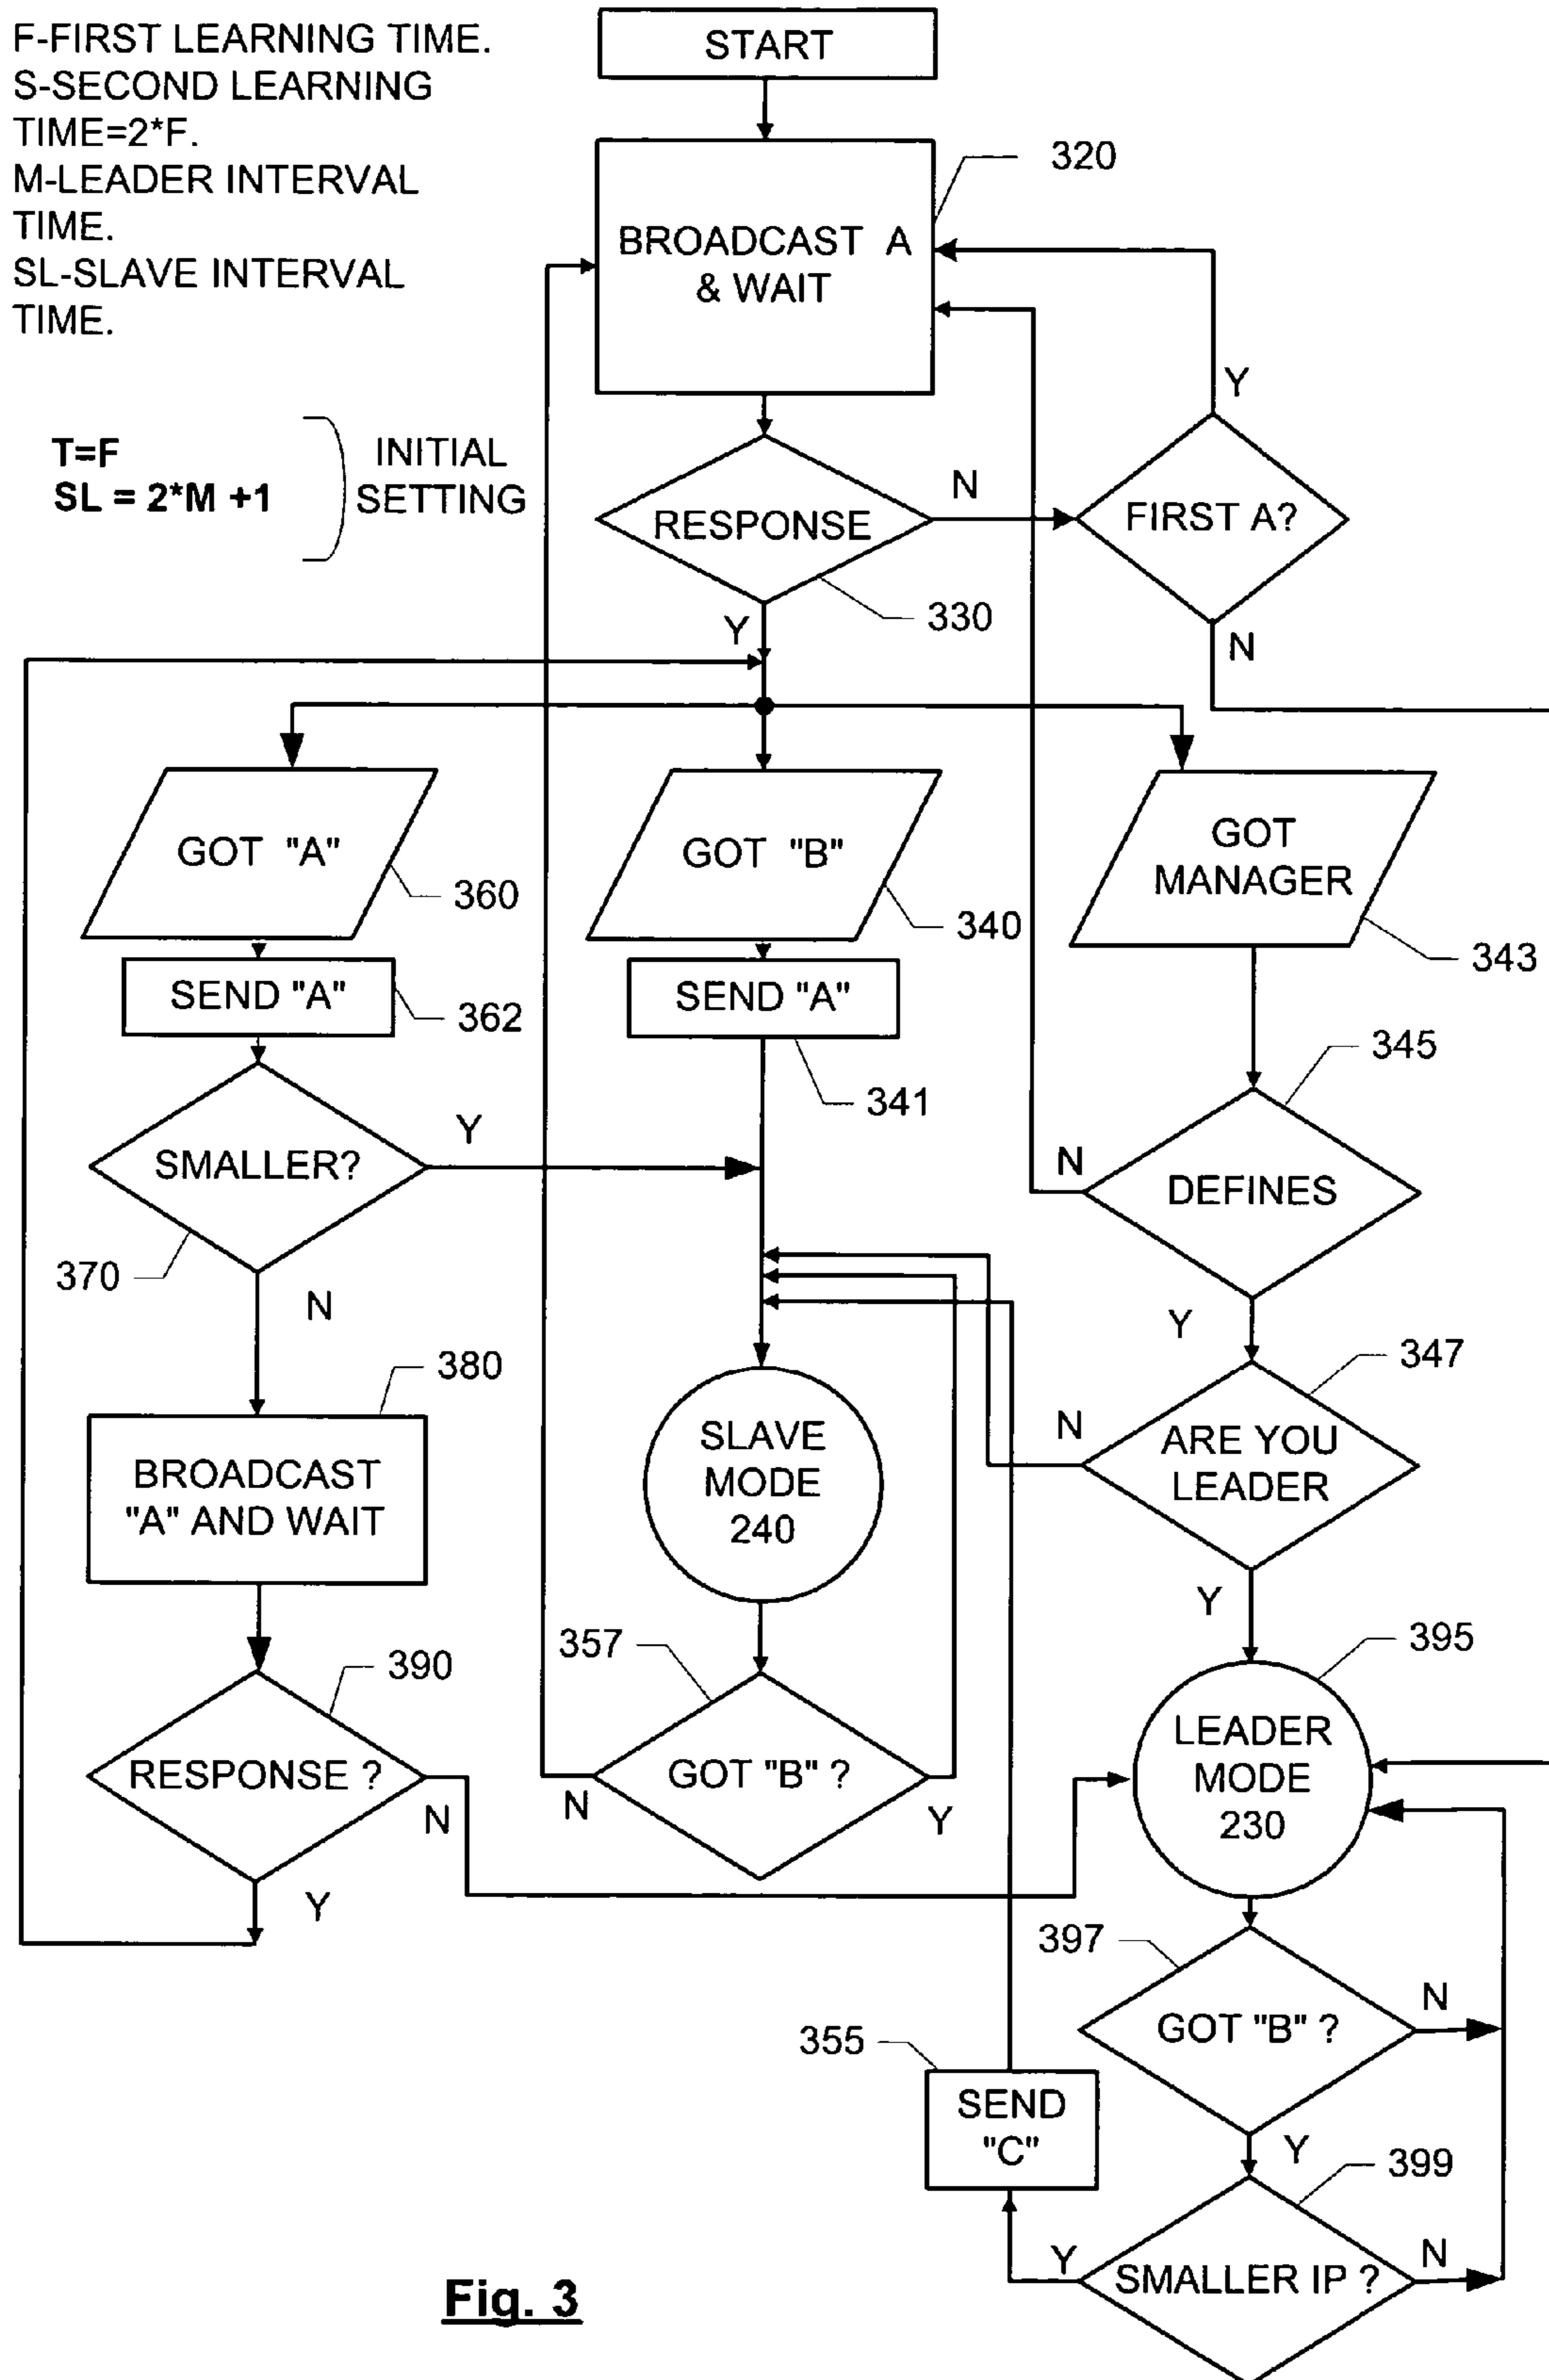 F-FIRST LEARNING TIME.
S-SECOND LEARNING
TIME=2*F.
M-LEADER INTERVAL
TIME.
SL-SLAVE INTERVAL
TIME.
START
320
BROADCAST A
& WAIT
Y
T=F
SL = 2*M +1
INITIAL
SETTING
RESPONSE
N
FIRST A?
330
Y
N
GOT "A"
360
GOT "B"
340
GOT
MANAGER
343
SEND "A"
362
SEND "A"
341
345
SMALLER?
Y
370
N
DEFINES
N
Y
347
380
BROADCAST
"A" AND WAIT
SLAVE
MODE
240
N
ARE YOU
LEADER
Y
390
357
395
RESPONSE ?
N
Y
GOT "B" ?
N
Y
LEADER
MODE
230
397
GOT "B" ?
N
Y
355
SEND
"C"
399
SMALLER IP ?
Y
N
Fig. 3